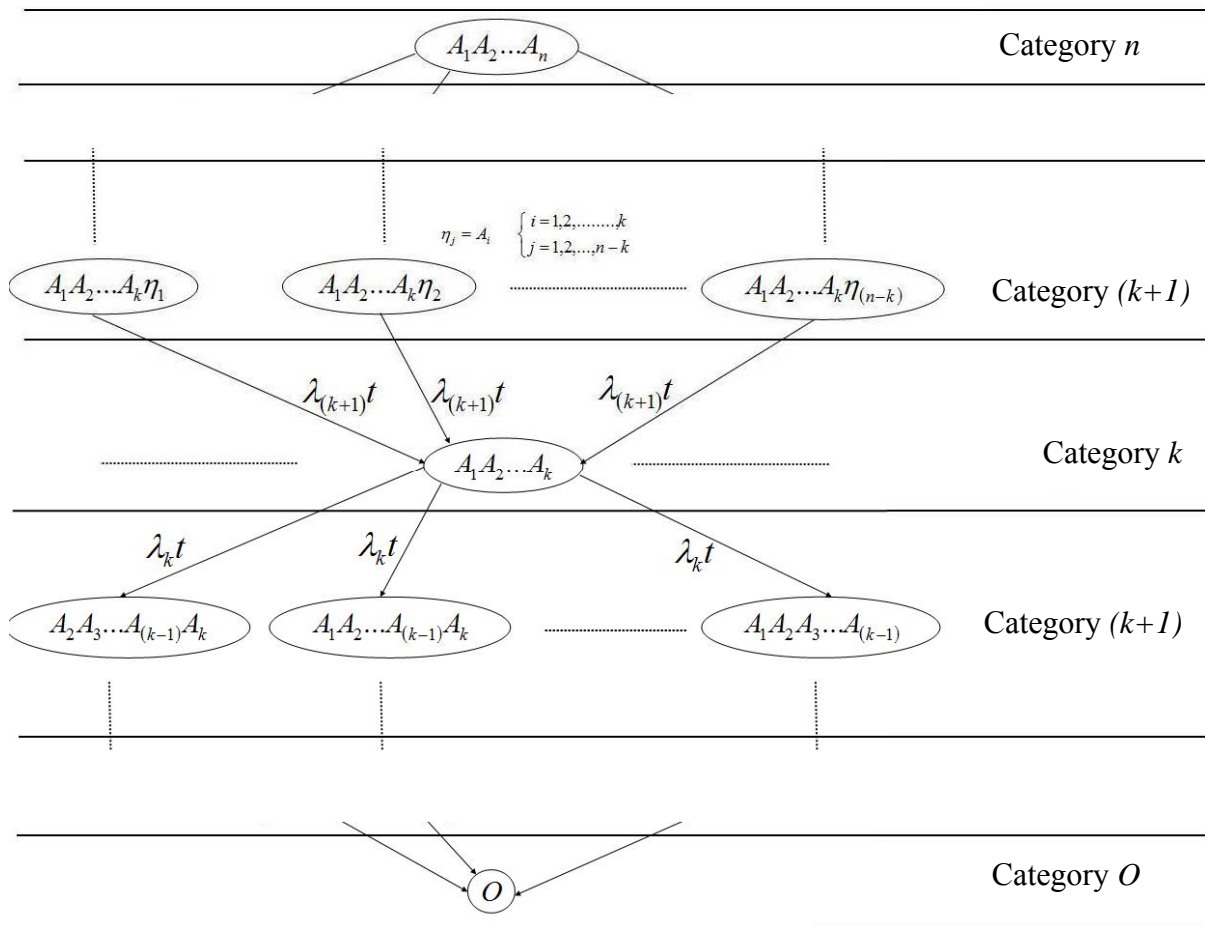 A₁A₂…Aₙ Category n
ηⱼ = Aᵢ { i = 1,2,........,k
j = 1,2,...,n−k
A₁A₂…Aₖη₁ A₁A₂…Aₖη₂ A₁A₂…Aₖη₍ₙ₋ₖ₎ Category (k+1)
λ₍ₖ₊₁₎t λ₍ₖ₊₁₎t λ₍ₖ₊₁₎t
A₁A₂…Aₖ Category k
λₖt λₖt λₖt
A₂A₃…A₍ₖ₋₁₎Aₖ A₁A₂…A₍ₖ₋₁₎Aₖ A₁A₂A₃…A₍ₖ₋₁₎ Category (k+1)
O Category O